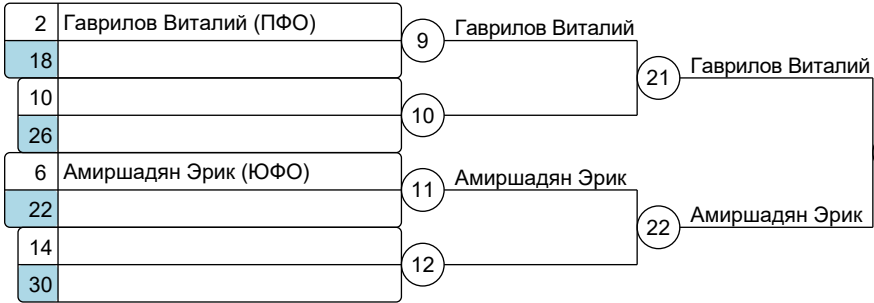 2 Гаврилов Виталий (ПФО)
18
10
26
6 Амиршадян Эрик (ЮФО)
22
14
30
9 Гаврилов Виталий
10
11 Амиршадян Эрик
12
21 Гаврилов Виталий
22 Амиршадян Эрик